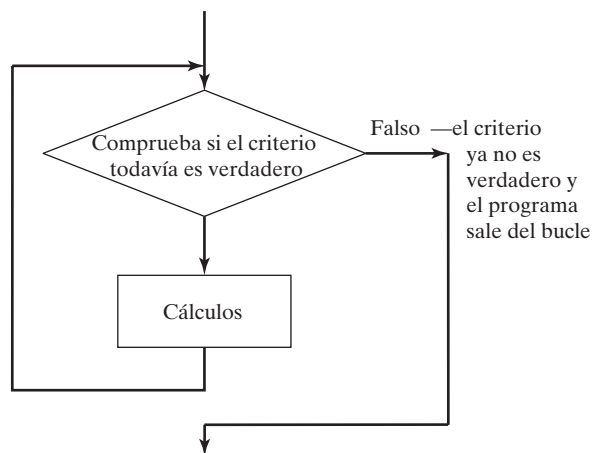 Comprueba si el criterio
todavía es verdadero
Falso —el criterio
ya no es
verdadero y
el programa
sale del bucle
Cálculos